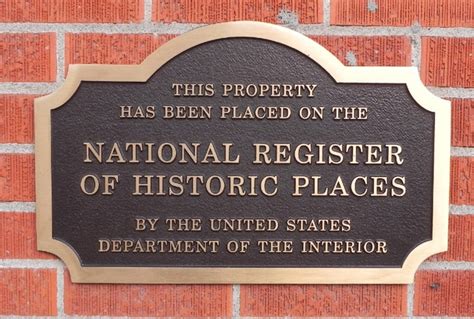 THIS PROPERTY
HAS BEEN PLACED ON THE
NATIONAL REGISTER
OF HISTORIC PLACES
BY THE UNITED STATES
DEPARTMENT OF THE INTERIOR